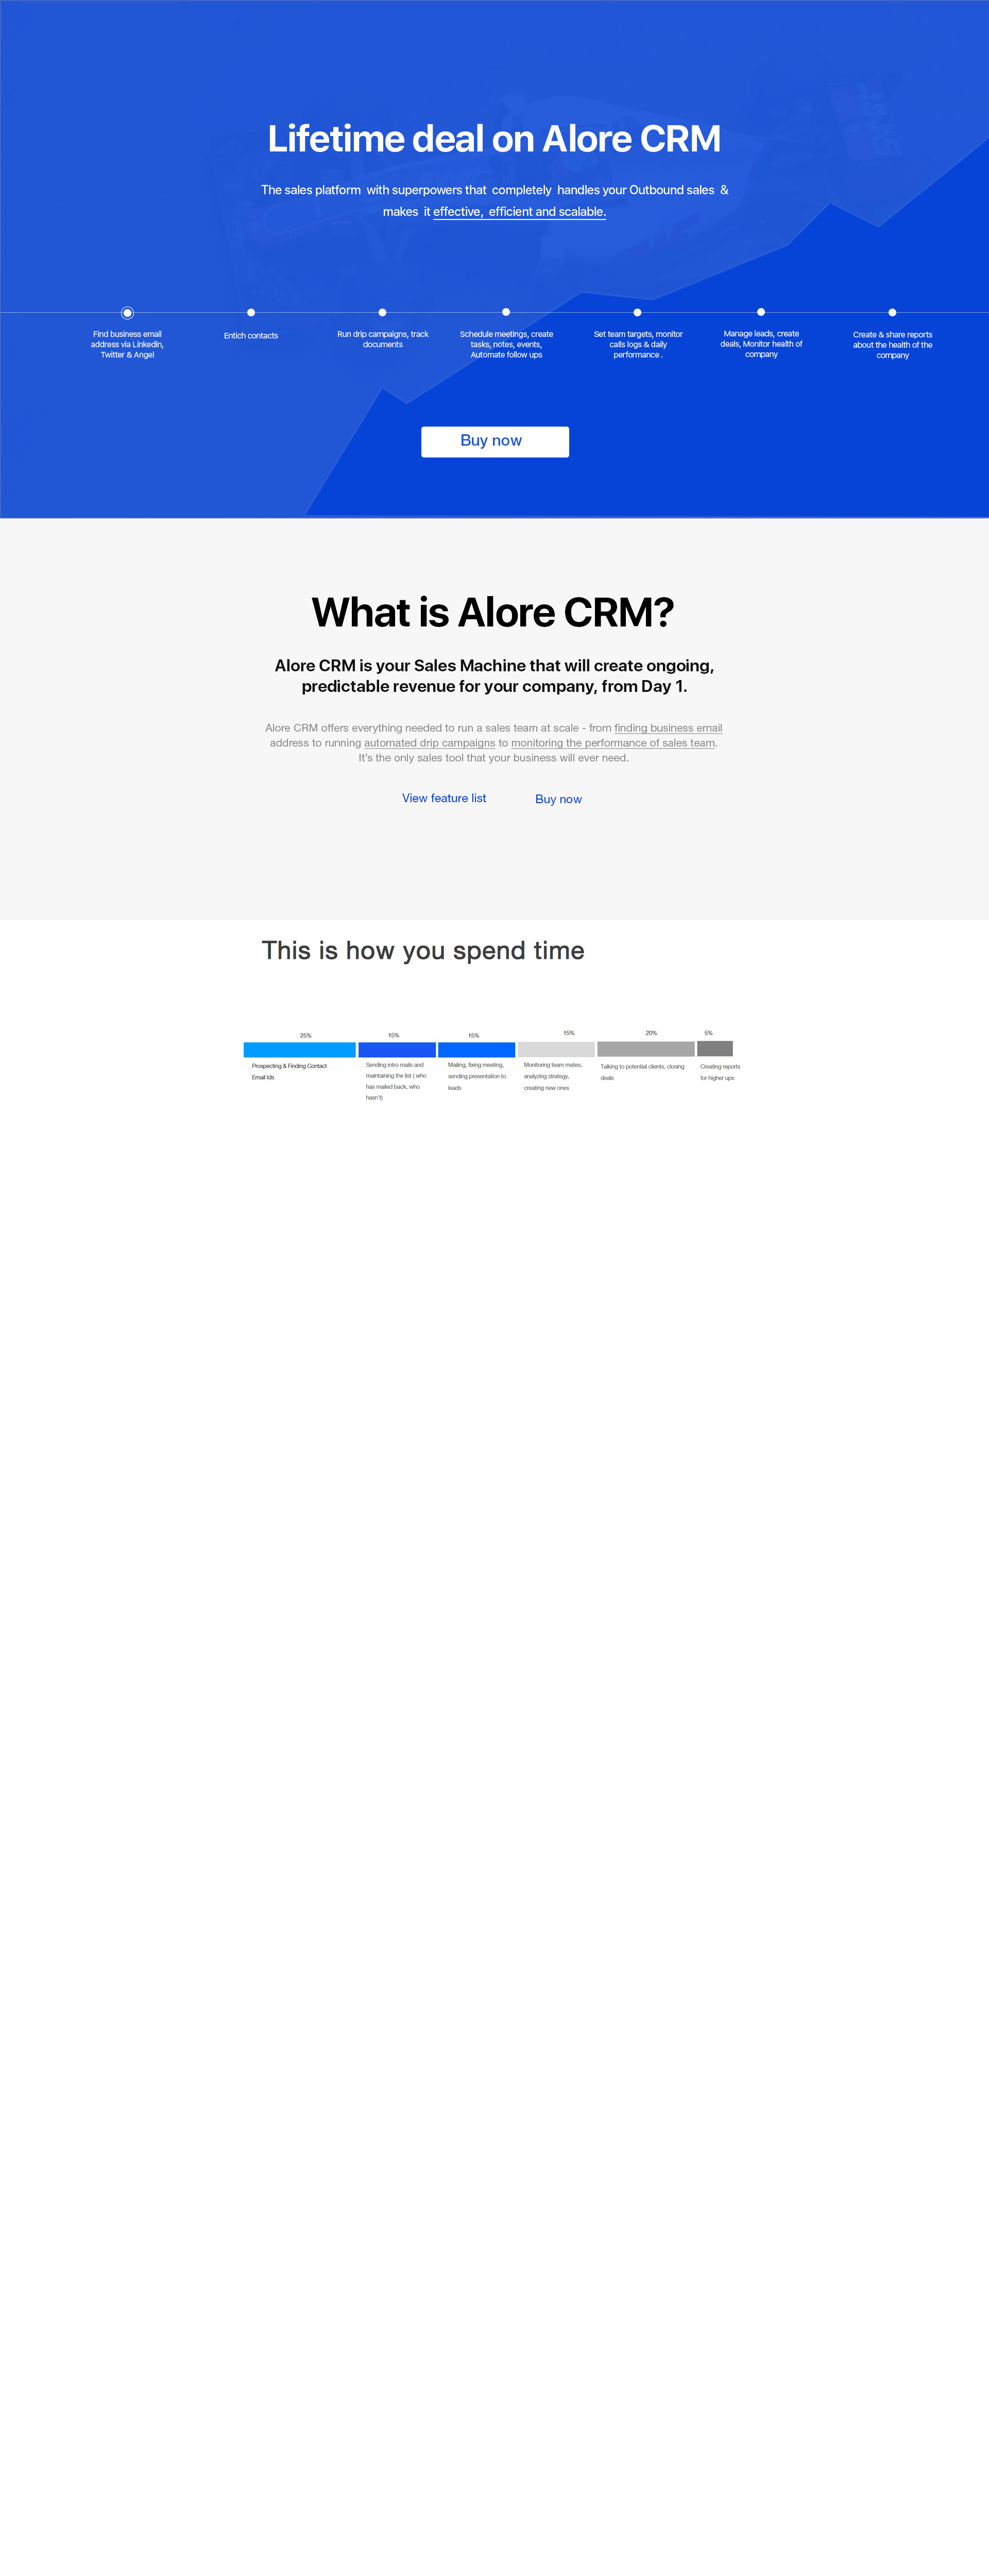 Lifetime deal on Alore CRM
The sales platform with superpowers that completely handles your Outbound sales &
makes it effective, efficient and scalable.
Find business email
address via Linkedin,
Twitter & Angel
Entich contacts
Run drip campaigns, track
documents
Schedule meetings, create
tasks, notes, events,
Automate follow ups
Set team targets, monitor
calls logs & daily
performance .
Manage leads, create
deals, Monitor health of
company
Create & share reports
about the health of the
company
Buy now
What is Alore CRM?
Alore CRM is your Sales Machine that will create ongoing,
predictable revenue for your company, from Day 1.
Alore CRM offers everything needed to run a sales team at scale - from finding business email
address to running automated drip campaigns to monitoring the performance of sales team.
It's the only sales tool that your business will ever need.
View feature list
Buy now
This is how you spend time
25%
Prospecting & Finding Contact
Email Ids
15%
Sending intro mails and
maintaining the list ( who
has mailed back, who
hasn't)
15%
Mailing, fixing meeting,
sending presentation to
leads
15%
Monitoring team mates,
analyzing strategy,
creating new ones
20%
Talking to potential clients, closing
deals
5%
Creating reports
for higher ups